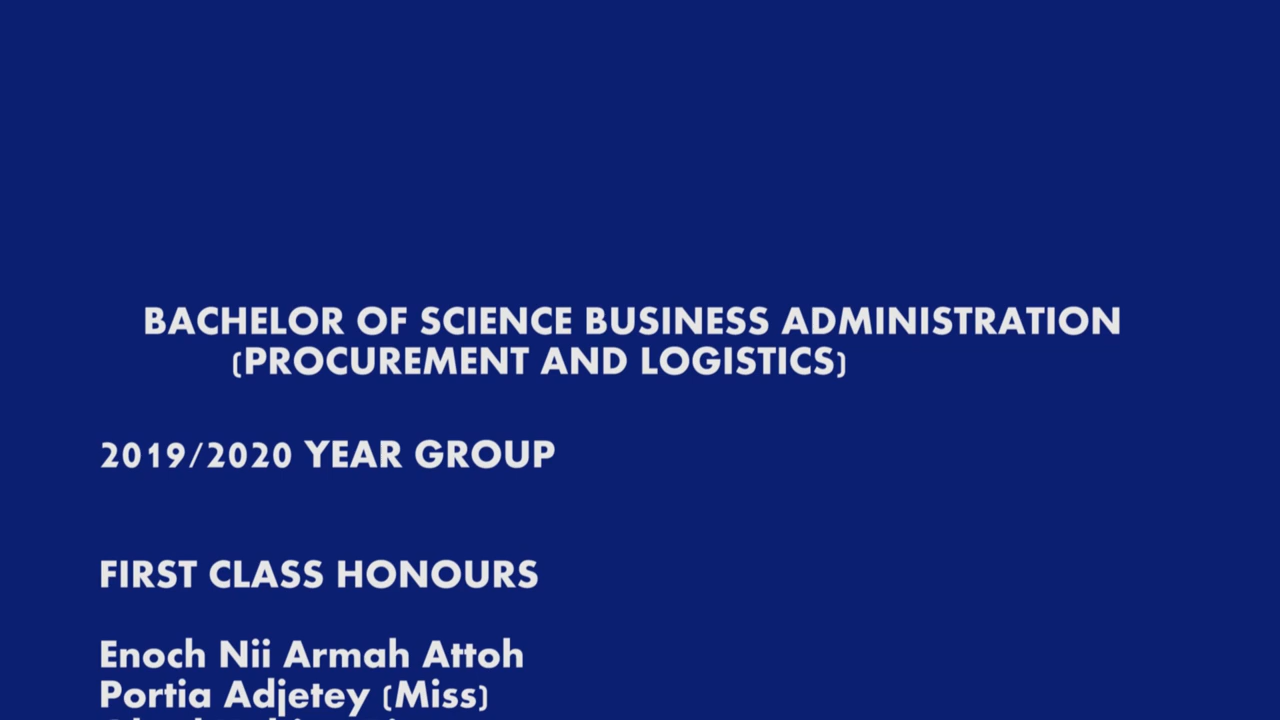 BACHELOR OF SCIENCE BUSINESS ADMINISTRATION
(PROCUREMENT AND LOGISTICS)
2019/2020 YEAR GROUP
FIRST CLASS HONOURS
Enoch Nii Armah Attoh
Portia Adjetey (Miss)